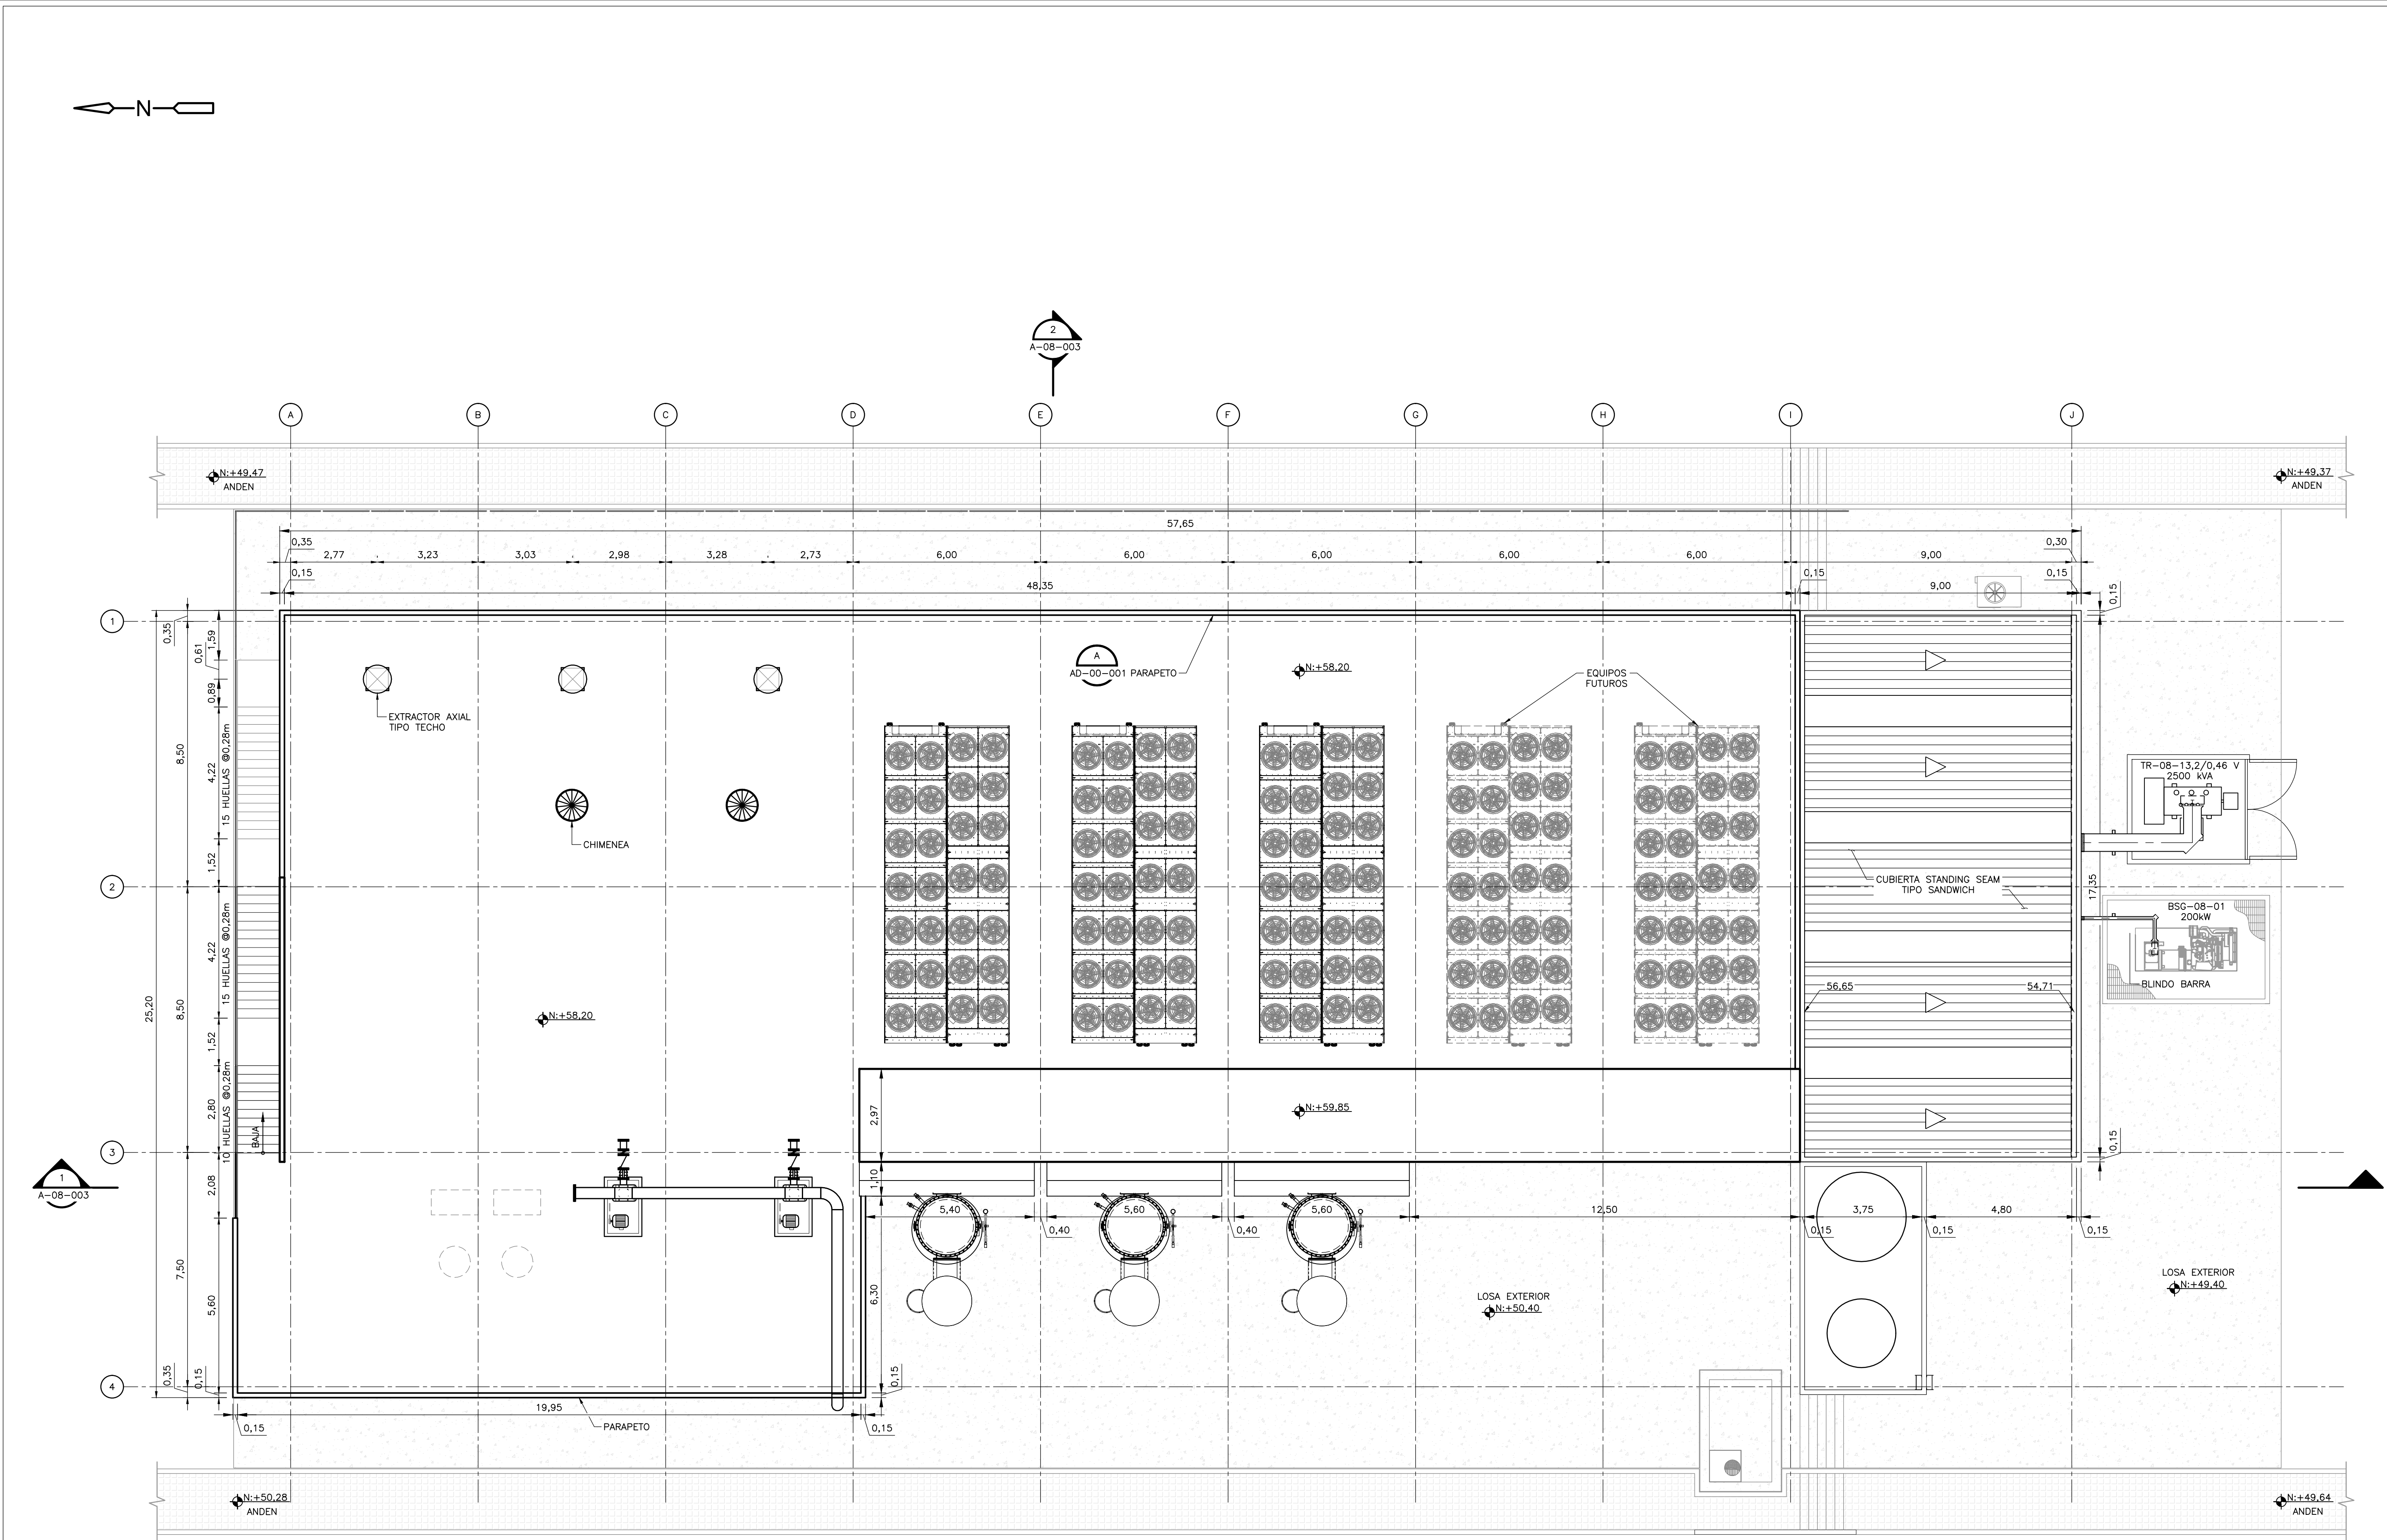 N
2
A-08-003
A
B
C
D
E
F
G
H
I
J
N:+49,47
ANDEN
N:+49,37
ANDEN
57,65
0,35
2,77
3,23
3,03
2,98
3,28
2,73
6,00
6,00
6,00
6,00
6,00
9,00
0,30
0,15
48,35
0,15
9,00
0,15
0,15
1
0,35
1,59
0,61
0,89
8,50
4,22
15 HUELLAS @0,28m
1,52
A
AD-00-001 PARAPETO
N:+58,20
EQUIPOS
FUTUROS
EXTRACTOR AXIAL
TIPO TECHO
CHIMENEA
TR-08-13,2/0,46 V
2500 kVA
2
CUBIERTA STANDING SEAM
TIPO SANDWICH
17,35
BSG-08-01
200kW
BLINDO BARRA
56,65
54,71
25,20
8,50
4,22
15 HUELLAS @0,28m
1,52
2,80
10 HUELLAS @0,28m
BAJA
N:+58,20
2,97
N:+59,85
0,15
3
1
A-08-003
2,08
1,10
5,40
0,40
5,60
0,40
5,60
12,50
0,15
3,75
0,15
4,80
0,15
7,50
5,60
6,30
LOSA EXTERIOR
N:+50,40
LOSA EXTERIOR
N:+49,40
4
0,35
0,15
0,15
19,95
0,15
0,15
PARAPETO
N:+50,28
ANDEN
N:+49,64
ANDEN